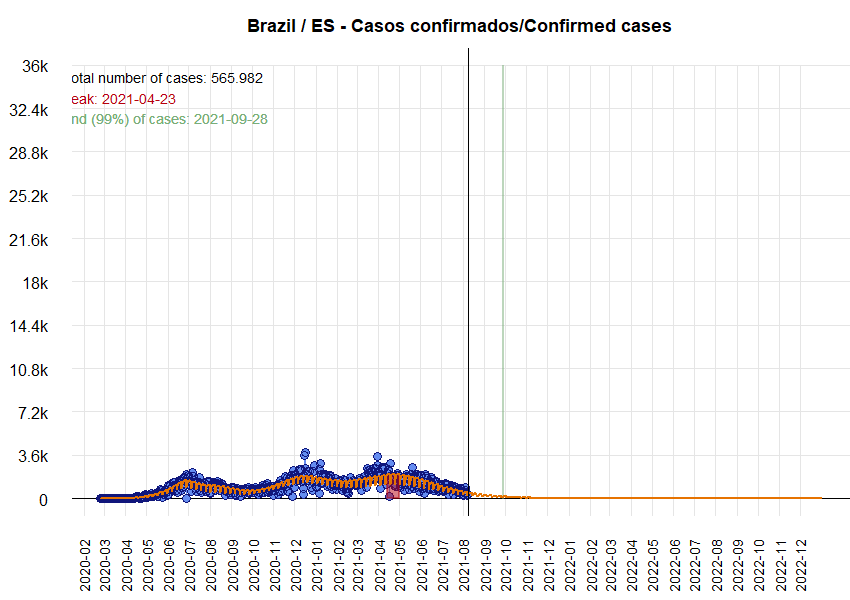 Brazil / ES - Casos confirmados/Confirmed cases
36k
otal number of cases: 565.982
eak: 2021-04-23
32.4k
nd (99%) of cases: 2021-09-28
28.8k
25.2k
21.6k
18k
14.4k
10.8k
7.2k
3.6k
0
2020-02
2020-03
2020-04
2020-05
2020-06
2020-07
2020-08
2020-09
2020-10
2020-11
2020-12
2021-01
2021-02
2021-03
2021-04
2021-05
2021-06
2021-07
2021-08
2021-09
2021-10
2021-11
2021-12
2022-01
2022-02
2022-03
2022-04
2022-05
2022-06
2022-07
2022-08
2022-09
2022-10
2022-11
2022-12